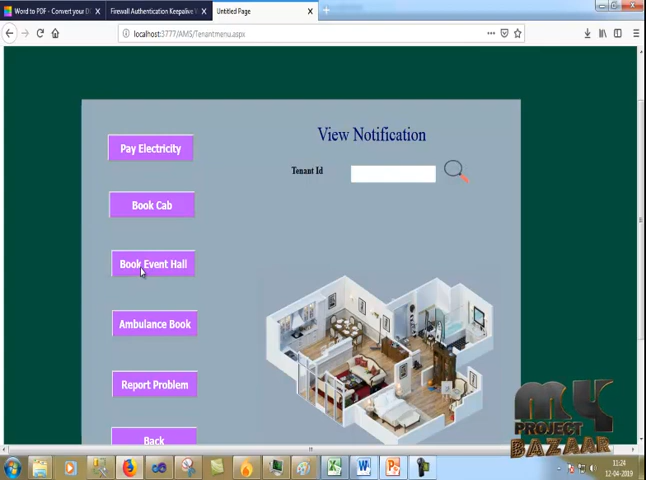 Word to PDF - Convert your D
Firewall Authentication Keepalive
Untitled Page
localhost:3777/AMS/Tenantmenu.aspx
View Notification
Tenant Id
Pay Electricity
Book Cab
Book Event Hall
Ambulance Book
Report Problem
Back
MY
PROJECT
BAZAAR
11:24
12-04-2019